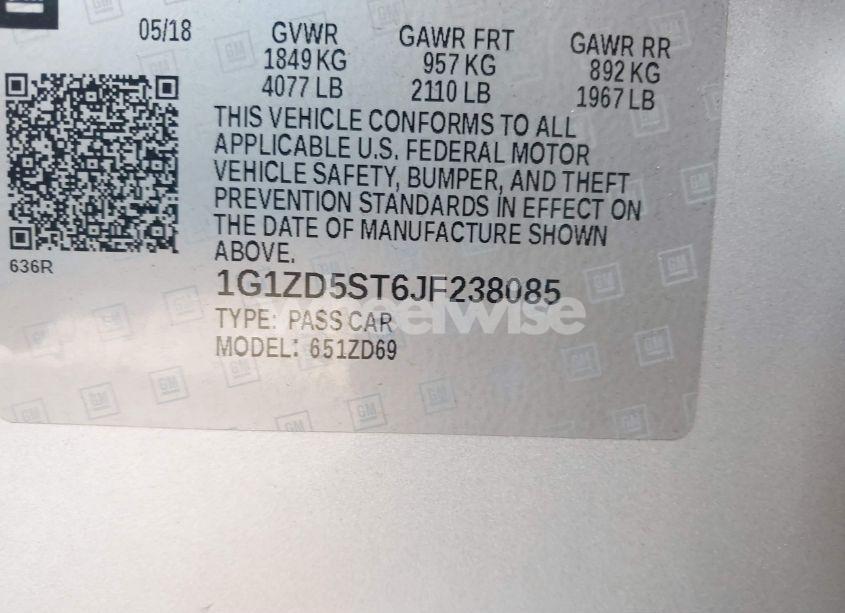 05/18 GVWR GAWR FRT GAWR RR
1849 KG 957 KG 892 KG
4077 LB 2110 LB 1967 LB
THIS VEHICLE CONFORMS TO ALL
APPLICABLE U.S. FEDERAL MOTOR
VEHICLE SAFETY, BUMPER, AND THEFT
PREVENTION STANDARDS IN EFFECT ON
THE DATE OF MANUFACTURE SHOWN
ABOVE.
636R
1G1ZD5ST6JF238085
wheelwise
TYPE: PASS CAR
MODEL: 651ZD69
GM